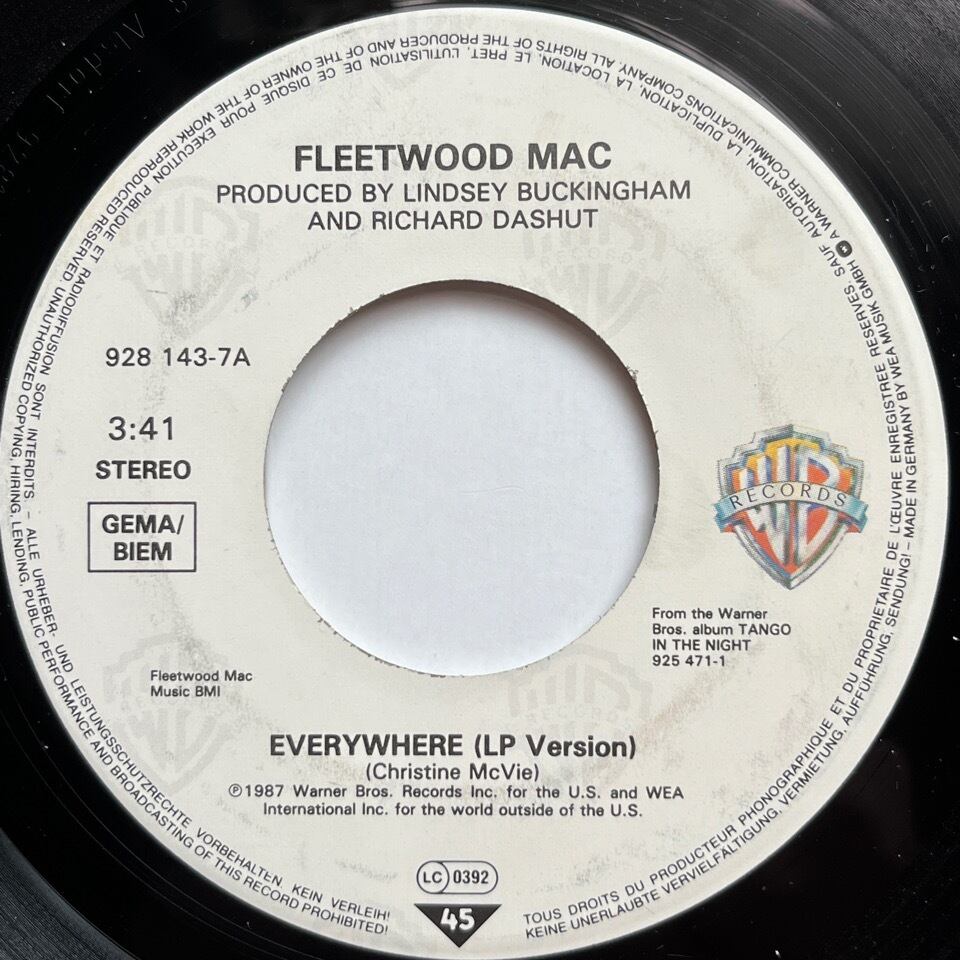 FLEETWOOD MAC
PRODUCED BY LINDSEY BUCKINGHAM
AND RICHARD DASHUT
928 143-7A
3:41
STEREO
GEMA/
BIEM
WB
RECORDS
From the Warner
Bros. album TANGO
IN THE NIGHT
925 471-1
Fleetwood Mac
Music BMI
EVERYWHERE (LP Version)
(Christine McVie)
℗1987 Warner Bros. Records Inc. for the U.S. and WEA
International Inc. for the world outside of the U.S.
LC 0392
45
TOUS DROITS DU PRODUCTEUR PHONOGRAPHIQUE ET DU PROPRIETAIRE DE L'ŒUVRE ENREGISTREE RESERVES. SAUF AUTORISATION, LA DUPLICATION, LA LOCATION, LE PRET, L'UTILISATION DE CE DISQUE POUR EXECUTION PUBLIQUE ET RADIODIFFUSION SONT INTERDITS. – ALLE URHEBER- UND LEISTUNGSSCHUTZRECHTE VORBEHALTEN. KEIN VERLEIH!
KEINE UNERLAUBTE VERVIELFÄLTIGUNG, VERMIETUNG, AUFFÜHRUNG, SENDUNG! – MADE IN GERMANY BY WEA MUSIK GMBH A WARNER COMMUNICATIONS COMPANY. ALL RIGHTS OF THE PRODUCER AND OF THE OWNER OF THE WORK REPRODUCED RESERVED. UNAUTHORIZED COPYING, HIRING, LENDING, PUBLIC PERFORMANCE AND BROADCASTING OF THIS RECORD PROHIBITED!